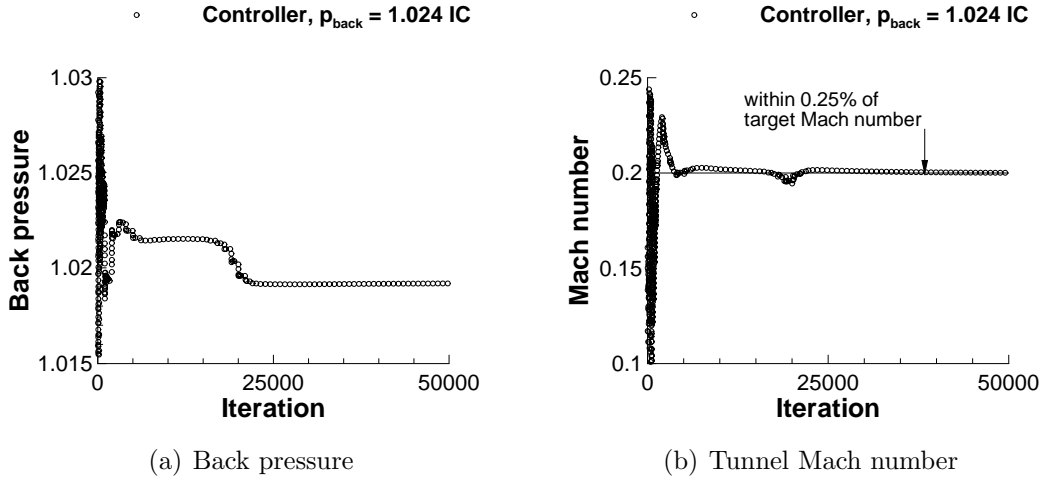 Controller, p_back = 1.024 IC
Back pressure
1.03
1.025
1.02
1.015
0
25000
50000
Iteration
(a) Back pressure
Controller, p_back = 1.024 IC
Mach number
0.25
0.2
0.15
0.1
within 0.25% of
target Mach number
0
25000
50000
Iteration
(b) Tunnel Mach number